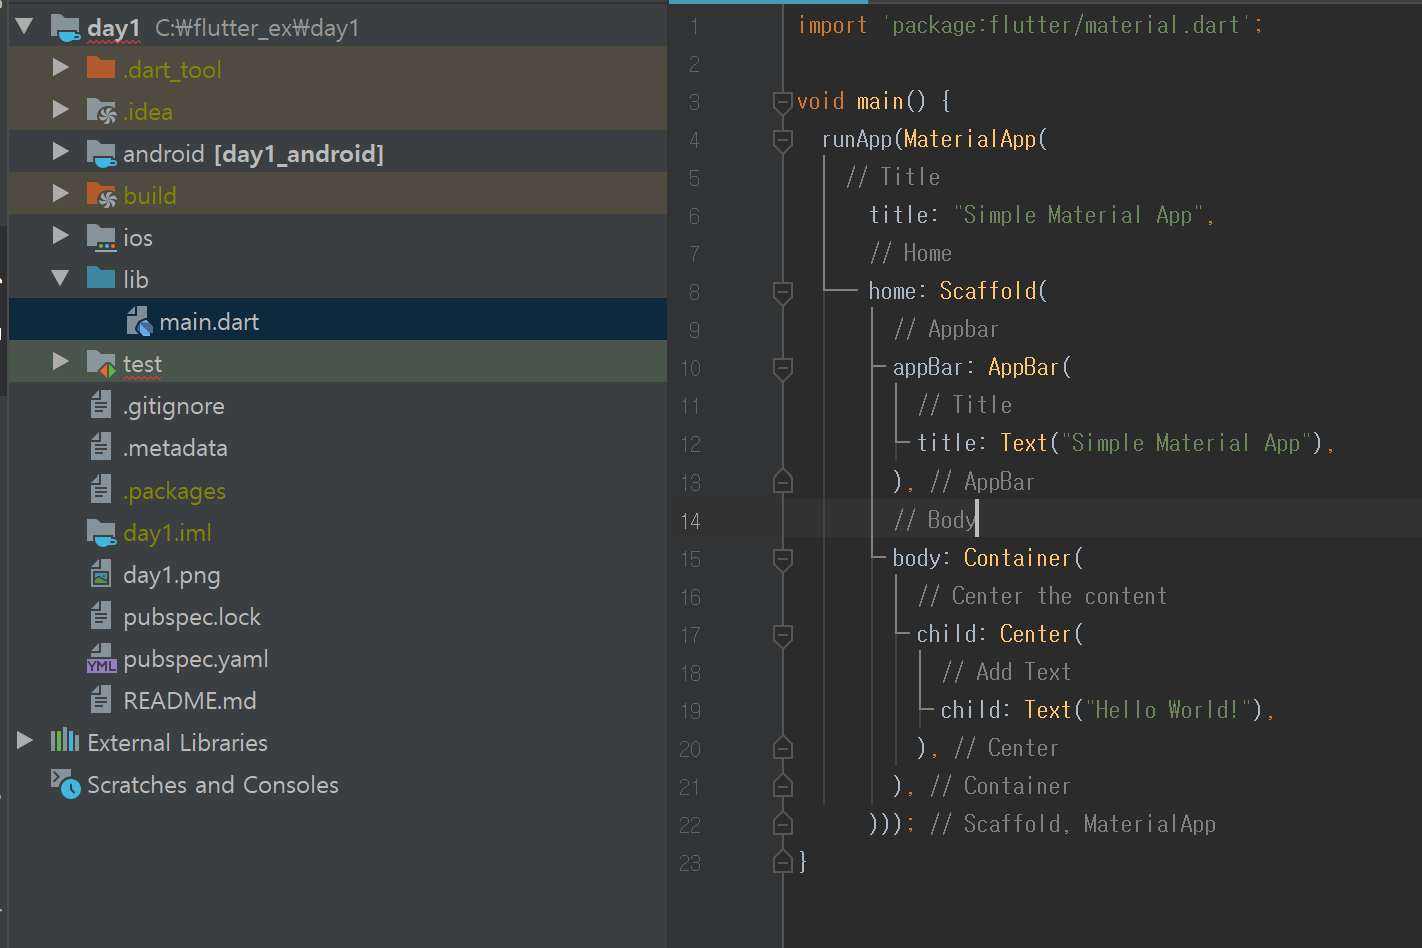 day1 C:₩flutter_ex₩day1
.dart_tool
.idea
android [day1_android]
build
ios
lib
main.dart
test
.gitignore
.metadata
.packages
day1.iml
day1.png
pubspec.lock
YML pubspec.yaml
README.md
External Libraries
Scratches and Consoles
1 import 'package:flutter/material.dart';
2
3 void main() {
4 runApp(MaterialApp(
5 // Title
6 title: "Simple Material App",
7 // Home
8 home: Scaffold(
9 // Appbar
10 appBar: AppBar(
11 // Title
12 title: Text("Simple Material App"),
13 ), // AppBar
14 // Body
15 body: Container(
16 // Center the content
17 child: Center(
18 // Add Text
19 child: Text("Hello World!"),
20 ), // Center
21 ), // Container
22 ))); // Scaffold, MaterialApp
23 }